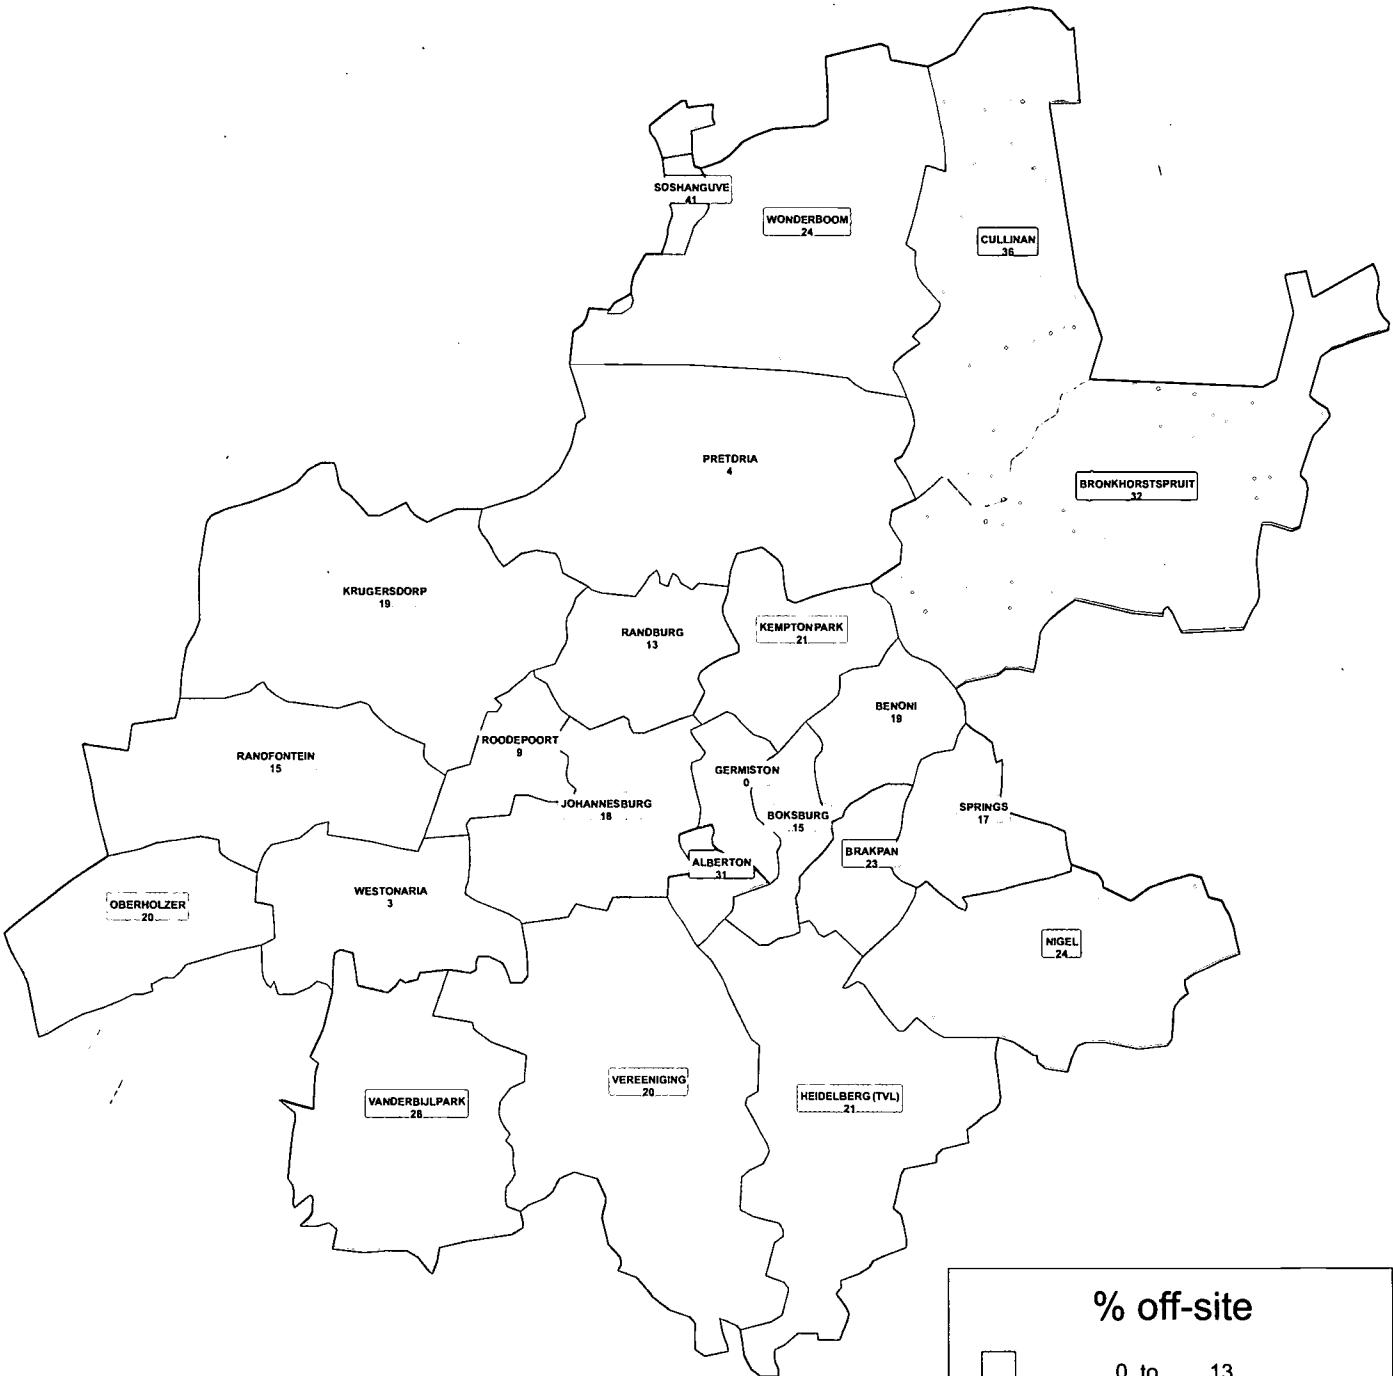 SOSHANGUVE
41
WONDERBOOM
24
CULLINAN
36
PRETORIA
4
BRONKHORSTSPRUIT
32
KRUGERSDORP
19
RANDBURG
13
KEMPTON PARK
21
BENONI
19
ROODEPOORT
9
RANDFONTEIN
15
GERMISTON
0
JOHANNESBURG
18
BOKSBURG
15
SPRINGS
17
BRAKPAN
23
ALBERTON
31
WESTONARIA
3
OBERHOLZER
20
NIGEL
24
VEREENIGING
20
HEIDELBERG (TVL)
21
VANDERBIJLPARK
28
% off-site
0 to 13